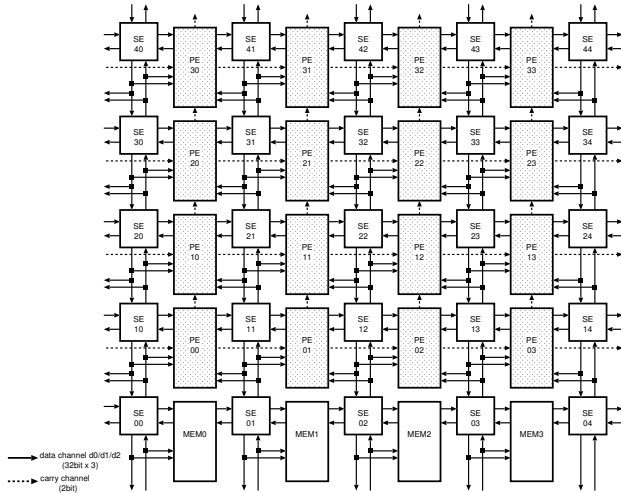 SE 40
SE 41
SE 42
SE 43
SE 44
PE 30
PE 31
PE 32
PE 33
SE 30
SE 31
SE 32
SE 33
SE 34
PE 20
PE 21
PE 22
PE 23
SE 20
SE 21
SE 22
SE 23
SE 24
PE 10
PE 11
PE 12
PE 13
SE 10
SE 11
SE 12
SE 13
SE 14
PE 00
PE 01
PE 02
PE 03
SE 00
SE 01
SE 02
SE 03
SE 04
MEM0
MEM1
MEM2
MEM3
data channel d0/d1/d2
(32bit x 3)
carry channel
(2bit)